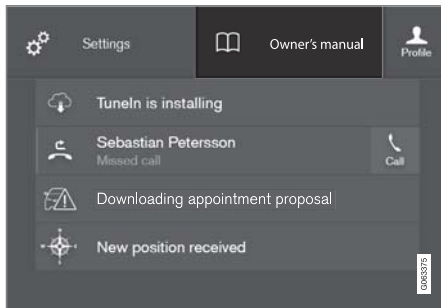 Settings
Owner's manual
Profile
TuneIn is installing
Sebastian Petersson
Missed call
Call
Downloading appointment proposal
New position received
G063375